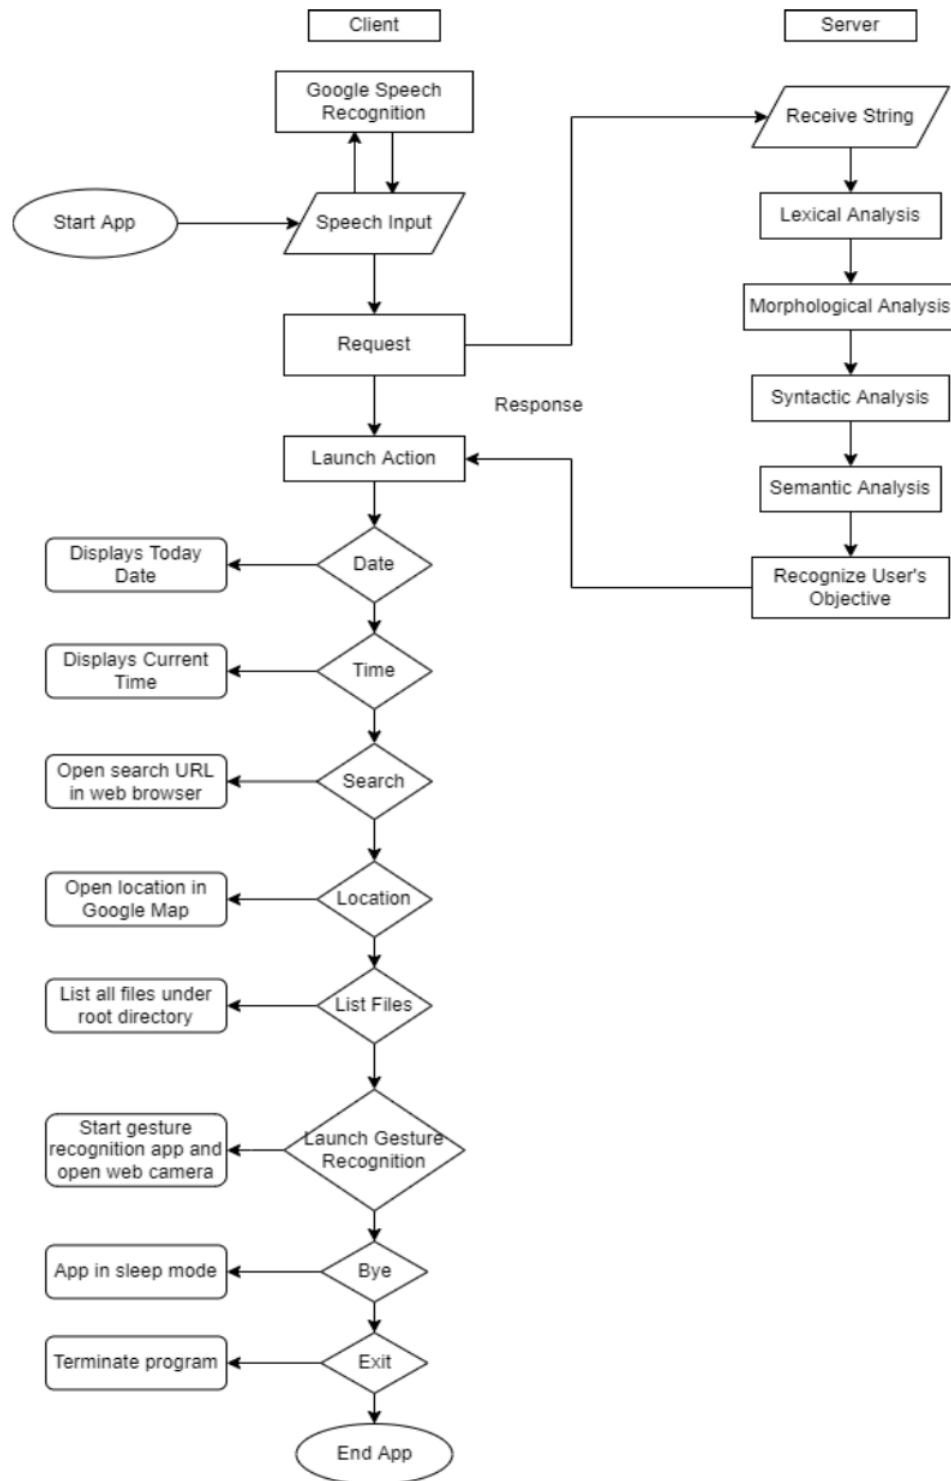 Client
Server
Google Speech
Recognition
Receive String
Start App
Speech Input
Lexical Analysis
Morphological Analysis
Request
Syntactic Analysis
Response
Launch Action
Semantic Analysis
Displays Today
Date
Date
Recognize User's
Objective
Displays Current
Time
Time
Open search URL
in web browser
Search
Open location in
Google Map
Location
List all files under
root directory
List Files
Start gesture
recognition app and
open web camera
Launch Gesture
Recognition
App in sleep mode
Bye
Terminate program
Exit
End App